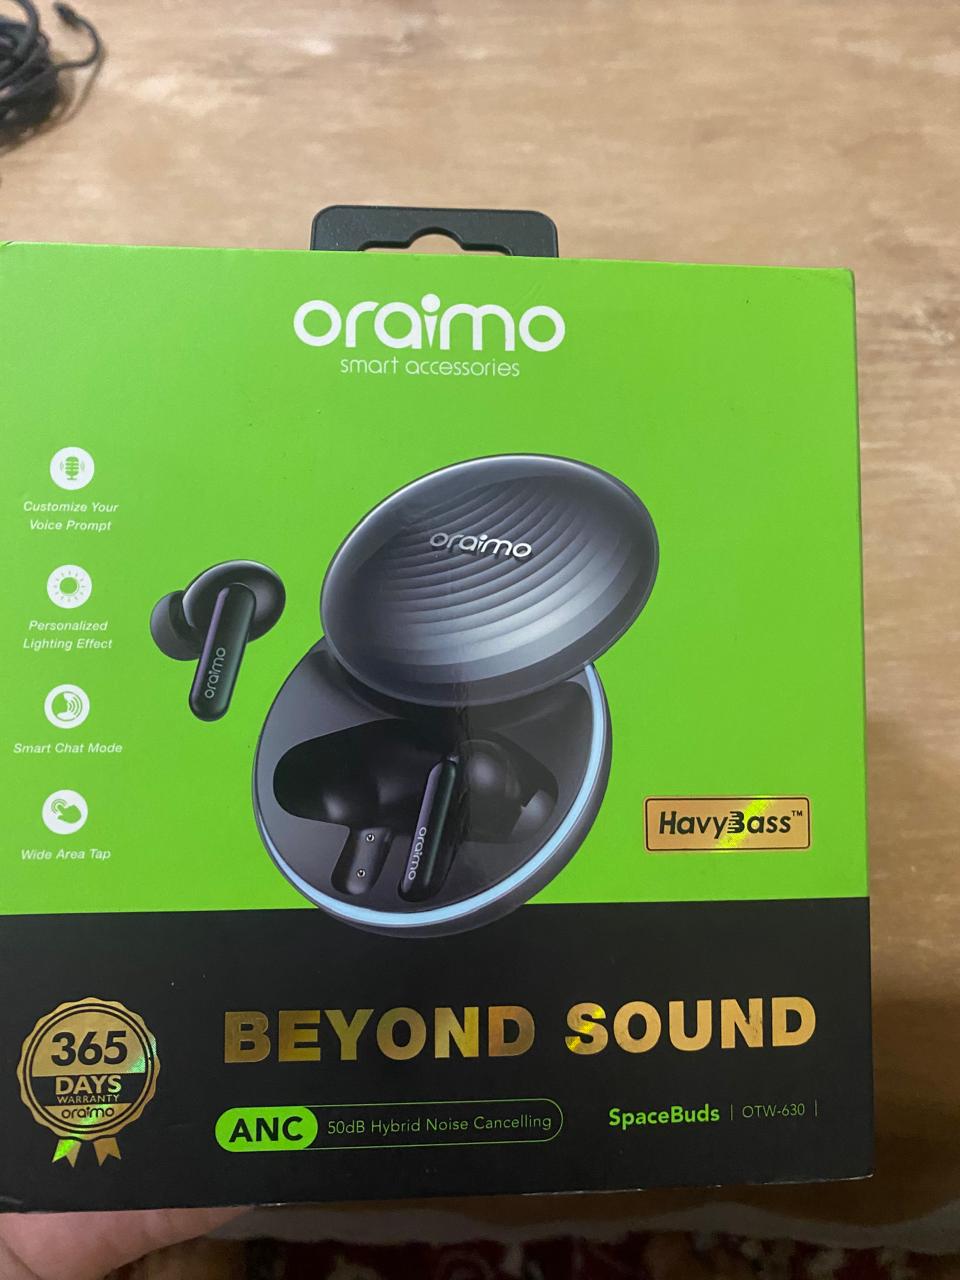 oraimo
smart accessories
Customize Your
Voice Prompt
Personalized
Lighting Effect
Smart Chat Mode
Wide Area Tap
oraimo
oraimo
oraimo
HavyBass™
365
DAYS
WARRANTY
oraimo
BEYOND SOUND
ANC 50dB Hybrid Noise Cancelling
SpaceBuds | OTW-630 |